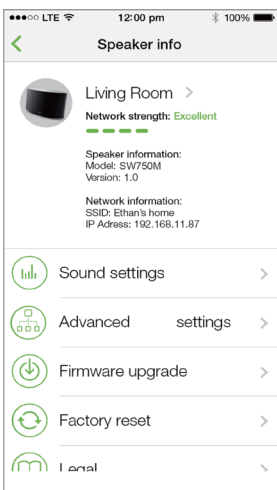 LTE 12:00 pm 100%
Speaker info
Living Room
Network strength: Excellent
Speaker information:
Model: SW750M
Version: 1.0
Network information:
SSID: Ethan's home
IP Adress: 192.168.11.87
Sound settings
Advanced settings
Firmware upgrade
Factory reset
Legal